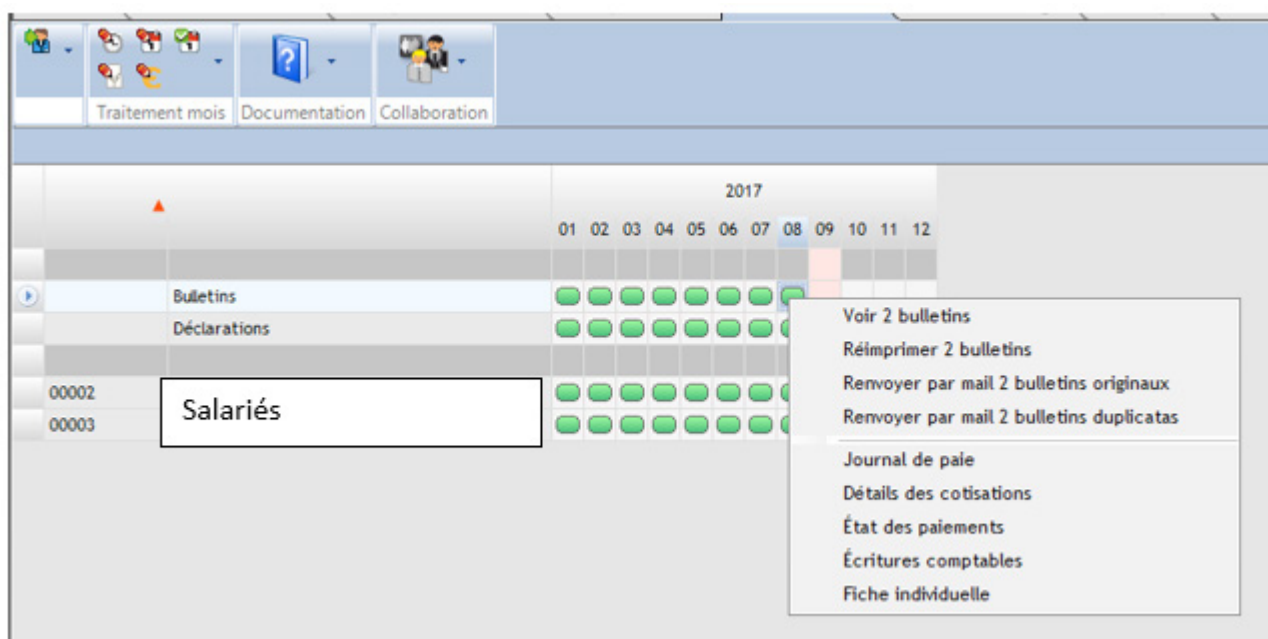 Traitement mois Documentation Collaboration
2017
01 02 03 04 05 06 07 08 09 10 11 12
Bulletins
Déclarations
00002
Salariés
00003
Voir 2 bulletins
Réimprimer 2 bulletins
Renvoyer par mail 2 bulletins originaux
Renvoyer par mail 2 bulletins duplicatas
Journal de paie
Détails des cotisations
État des paiements
Écritures comptables
Fiche individuelle